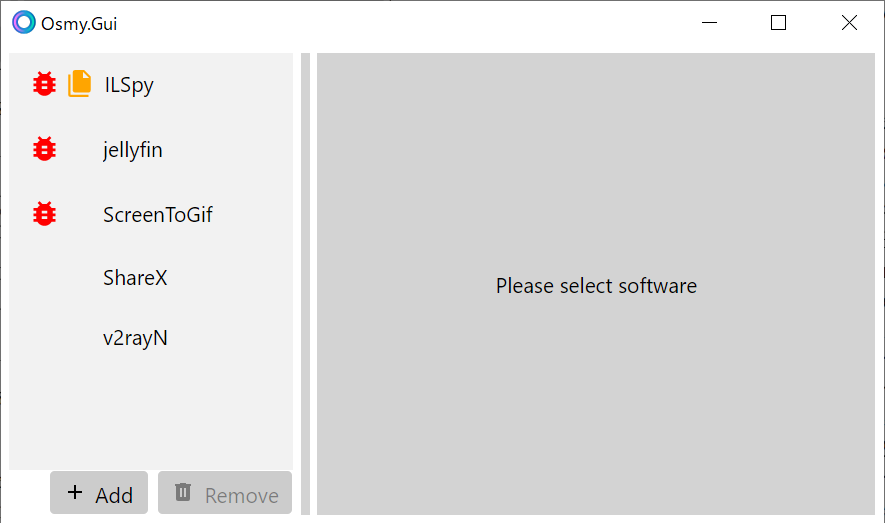 Osmy.Gui
ILSpy
jellyfin
ScreenToGif
ShareX
v2rayN
Please select software
Add
Remove